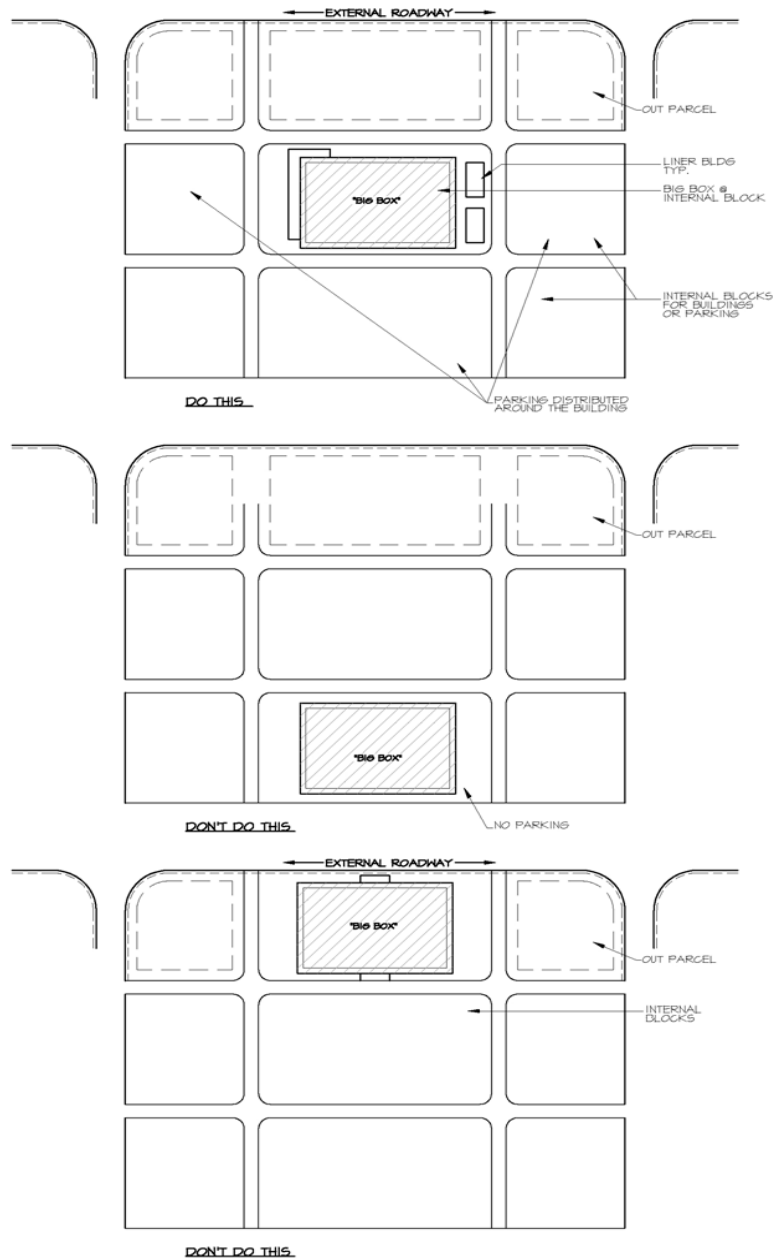 EXTERNAL ROADWAY
OUT PARCEL
LINER BLDG
TYP.
"BIG BOX"
BIG BOX @
INTERNAL BLOCK
INTERNAL BLOCKS
FOR BUILDINGS
OR PARKING
DO THIS
PARKING DISTRIBUTED
AROUND THE BUILDING
OUT PARCEL
"BIG BOX"
DON'T DO THIS
NO PARKING
EXTERNAL ROADWAY
"BIG BOX"
OUT PARCEL
INTERNAL
BLOCKS
DON'T DO THIS